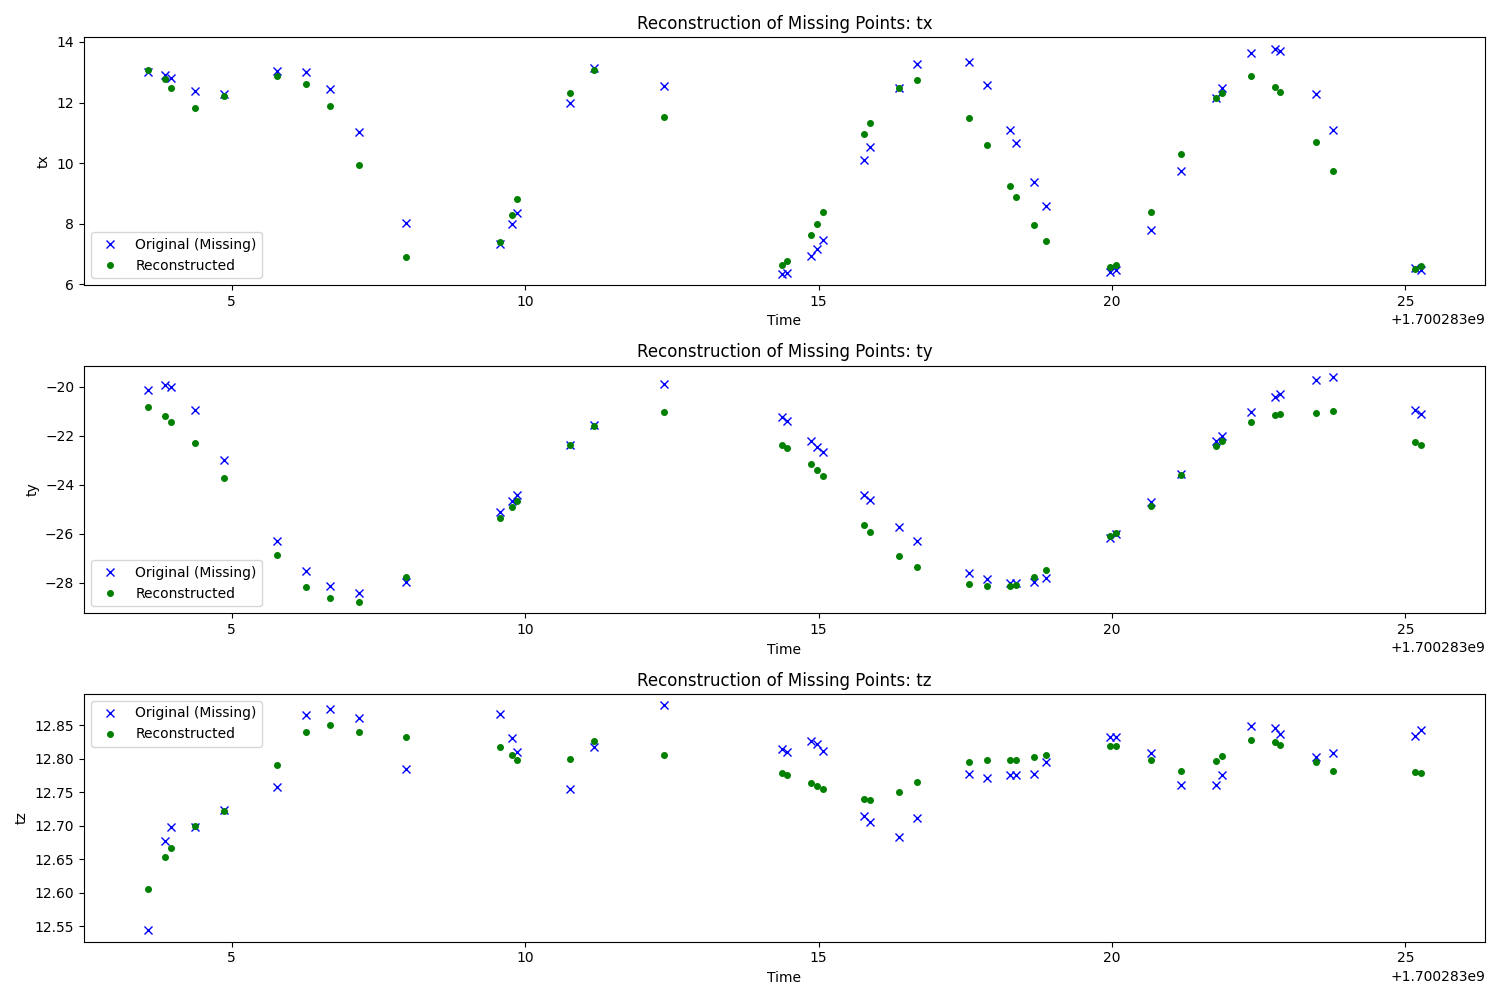 Reconstruction of Missing Points: tx
14
12
10
8
6
tx
Original (Missing)
Reconstructed
5 10 15 20 25
Time
+1.700283e9
Reconstruction of Missing Points: ty
−20
−22
−24
−26
−28
ty
Original (Missing)
Reconstructed
5 10 15 20 25
Time
+1.700283e9
Reconstruction of Missing Points: tz
12.85
12.80
12.75
12.70
12.65
12.60
12.55
tz
Original (Missing)
Reconstructed
5 10 15 20 25
Time
+1.700283e9